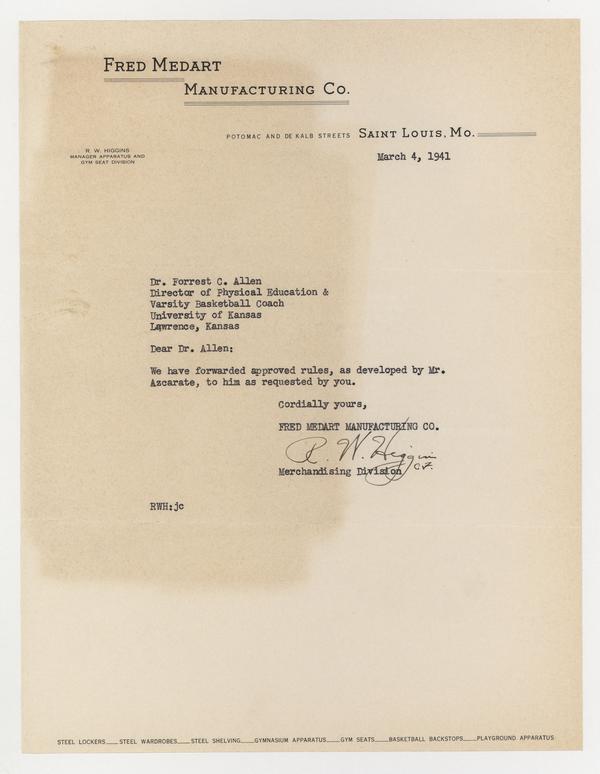 FRED MEDART
MANUFACTURING CO.
POTOMAC AND DE KALB STREETS SAINT LOUIS, MO.
R. W. HIGGINS
MANAGER APPARATUS AND
GYM SEAT DIVISION
March 4, 1941
Dr. Forrest C. Allen
Director of Physical Education &
Varsity Basketball Coach
University of Kansas
Lawrence, Kansas
Dear Dr. Allen:
We have forwarded approved rules, as developed by Mr.
Azcarate, to him as requested by you.
Cordially yours,
FRED MEDART MANUFACTURING CO.
R. W. Higgins
Merchandising Division
RWH:jc
STEEL LOCKERS STEEL WARDROBES STEEL SHELVING GYMNASIUM APPARATUS GYM SEATS BASKETBALL BACKSTOPS PLAYGROUND APPARATUS